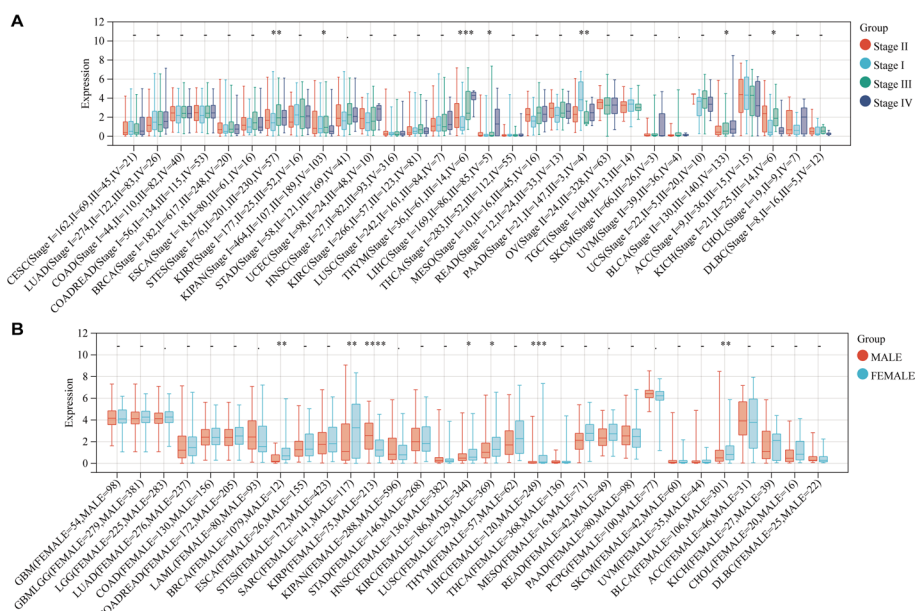 A
12
10
8
6
4
2
0
Expression
- - - - - - ** - * . - - - - *** * - - - ** - - - . - * - * - -
Group
Stage II
Stage I
Stage III
Stage IV
CESC(Stage I=162,II=69,III=45,IV=21)
LUAD(Stage I=274,II=122,III=83,IV=26)
COAD(Stage I=44,II=110,III=82,IV=40)
COADREAD(Stage I=56,II=134,III=115,IV=53)
BRCA(Stage I=182,II=617,III=248,IV=20)
ESCA(Stage I=18,II=80,III=61,IV=16)
STES(Stage I=76,II=201,III=230,IV=57)
KIRP(Stage I=177,II=25,III=52,IV=16)
KIPAN(Stage I=464,II=107,III=189,IV=103)
STAD(Stage I=58,II=121,III=169,IV=41)
UCEC(Stage I=98,II=24,III=48,IV=10)
HNSC(Stage I=27,II=82,III=93,IV=316)
KIRC(Stage I=266,II=57,III=123,IV=81)
LUSC(Stage I=242,II=161,III=84,IV=7)
THYM(Stage I=36,II=61,III=14,IV=6)
LIHC(Stage I=169,II=86,III=85,IV=5)
THCA(Stage I=283,II=52,III=112,IV=55)
MESO(Stage I=10,II=16,III=45,IV=16)
READ(Stage I=12,II=24,III=33,IV=13)
PAAD(Stage I=21,II=147,III=3,IV=4)
OV(Stage II=24,III=328,IV=63)
TGCT(Stage I=104,II=13,III=14)
SKCM(Stage II=66,III=26,IV=3)
UVM(Stage II=39,III=36,IV=4)
UCS(Stage I=22,II=5,III=20,IV=10)
BLCA(Stage II=130,III=140,IV=133)
ACC(Stage I=9,II=36,III=15,IV=15)
KICH(Stage I=21,II=25,III=14,IV=6)
CHOL(Stage I=19,II=9,IV=7)
DLBC(Stage I=8,II=16,III=5,IV=12)
B
12
10
8
6
4
2
0
Expression
- - . - - - . ** - - ** **** . - - * * - *** - - - - . - - ** - - - -
Group
MALE
FEMALE
GBM(FEMALE=54,MALE=98)
GBMLGG(FEMALE=279,MALE=381)
LGG(FEMALE=225,MALE=283)
LUAD(FEMALE=276,MALE=237)
COAD(FEMALE=130,MALE=156)
COADREAD(FEMALE=172,MALE=205)
LAML(FEMALE=80,MALE=93)
BRCA(FEMALE=1079,MALE=12)
ESCA(FEMALE=26,MALE=155)
STES(FEMALE=172,MALE=423)
SARC(FEMALE=141,MALE=117)
KIRP(FEMALE=75,MALE=213)
KIPAN(FEMALE=288,MALE=596)
STAD(FEMALE=146,MALE=268)
HNSC(FEMALE=136,MALE=382)
KIRC(FEMALE=186,MALE=344)
LUSC(FEMALE=129,MALE=369)
THYM(FEMALE=57,MALE=62)
LIHC(FEMALE=120,MALE=249)
THCA(FEMALE=368,MALE=136)
MESO(FEMALE=16,MALE=71)
READ(FEMALE=42,MALE=49)
PAAD(FEMALE=80,MALE=98)
PCPG(FEMALE=100,MALE=77)
SKCM(FEMALE=42,MALE=60)
UVM(FEMALE=35,MALE=44)
BLCA(FEMALE=106,MALE=301)
ACC(FEMALE=46,MALE=31)
KICH(FEMALE=27,MALE=39)
CHOL(FEMALE=20,MALE=16)
DLBC(FEMALE=25,MALE=22)